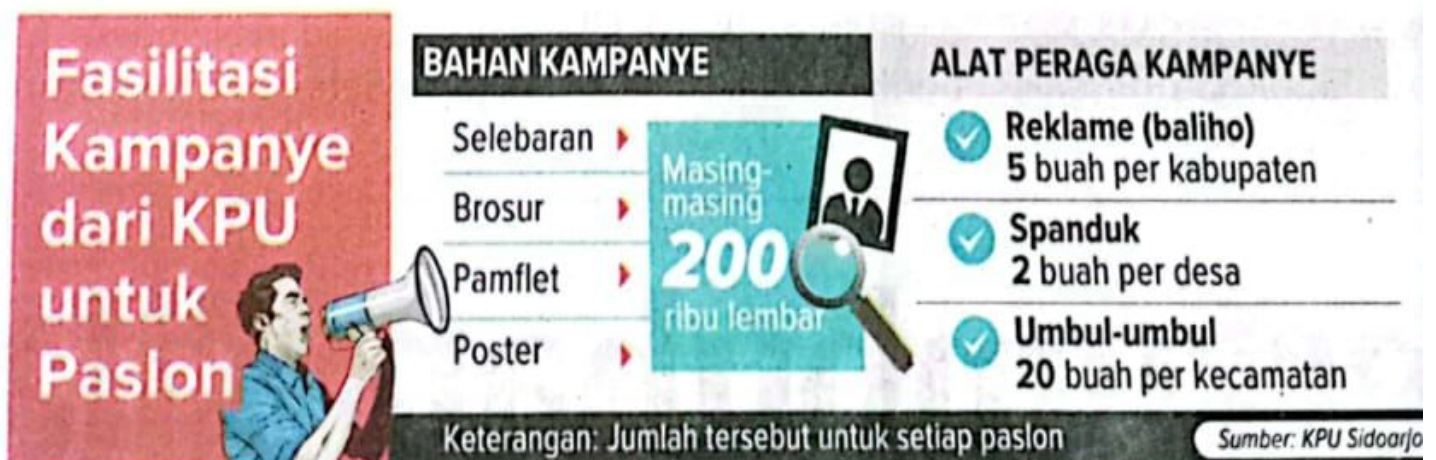 Fasilitasi
Kampanye
dari KPU
untuk
Paslon
BAHAN KAMPANYE
Selebaran
Brosur
Pamflet
Poster
Masing-
masing
200
ribu lembar
ALAT PERAGA KAMPANYE
Reklame (baliho)
5 buah per kabupaten
Spanduk
2 buah per desa
Umbul-umbul
20 buah per kecamatan
Keterangan: Jumlah tersebut untuk setiap paslon
Sumber: KPU Sidoarjo